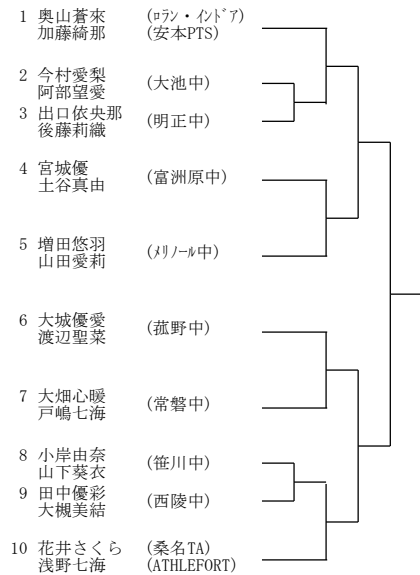 1 奥山蒼來 (ﾛﾗﾝ・ｲﾝﾄﾞｱ)
加藤綺那 (安本PTS)
2 今村愛梨
阿部望愛 (大池中)
3 出口依央那
後藤莉織 (明正中)
4 宮城優
土谷真由 (富洲原中)
5 増田悠羽
山田愛莉 (ﾒﾘﾉｰﾙ中)
6 大城優愛
渡辺聖菜 (菰野中)
7 大畑心暖
戸嶋七海 (常磐中)
8 小岸由奈
山下葵衣 (笹川中)
9 田中優彩
大槻美結 (西陵中)
10 花井さくら (桑名TA)
浅野七海 (ATHLEFORT)